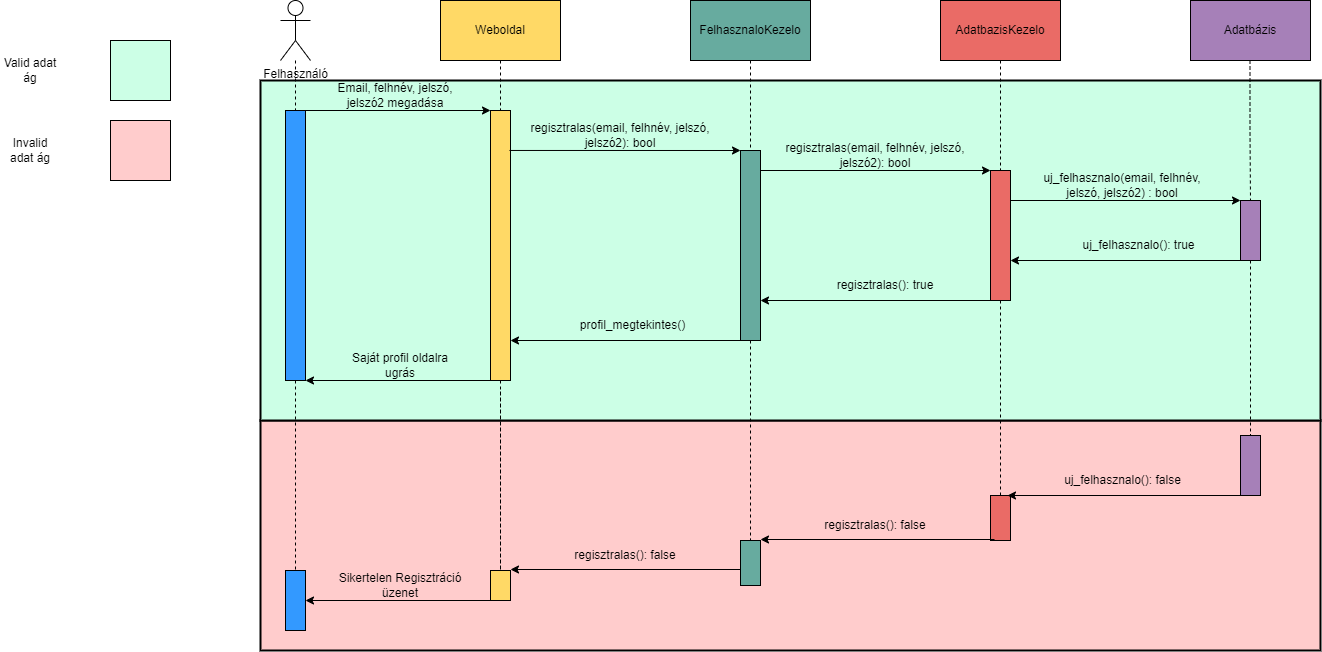 Weboldal
FelhasznaloKezelo
AdatbazisKezelo
Adatbázis
Valid adat
ág
Felhasználó
Email, felhnév, jelszó,
jelszó2 megadása
regisztralas(email, felhnév, jelszó,
jelszó2): bool
Invalid
adat ág
regisztralas(email, felhnév, jelszó,
jelszó2): bool
uj_felhasznalo(email, felhnév,
jelszó, jelszó2) : bool
uj_felhasznalo(): true
regisztralas(): true
profil_megtekintes()
Saját profil oldalra
ugrás
uj_felhasznalo(): false
regisztralas(): false
regisztralas(): false
Sikertelen Regisztráció
üzenet